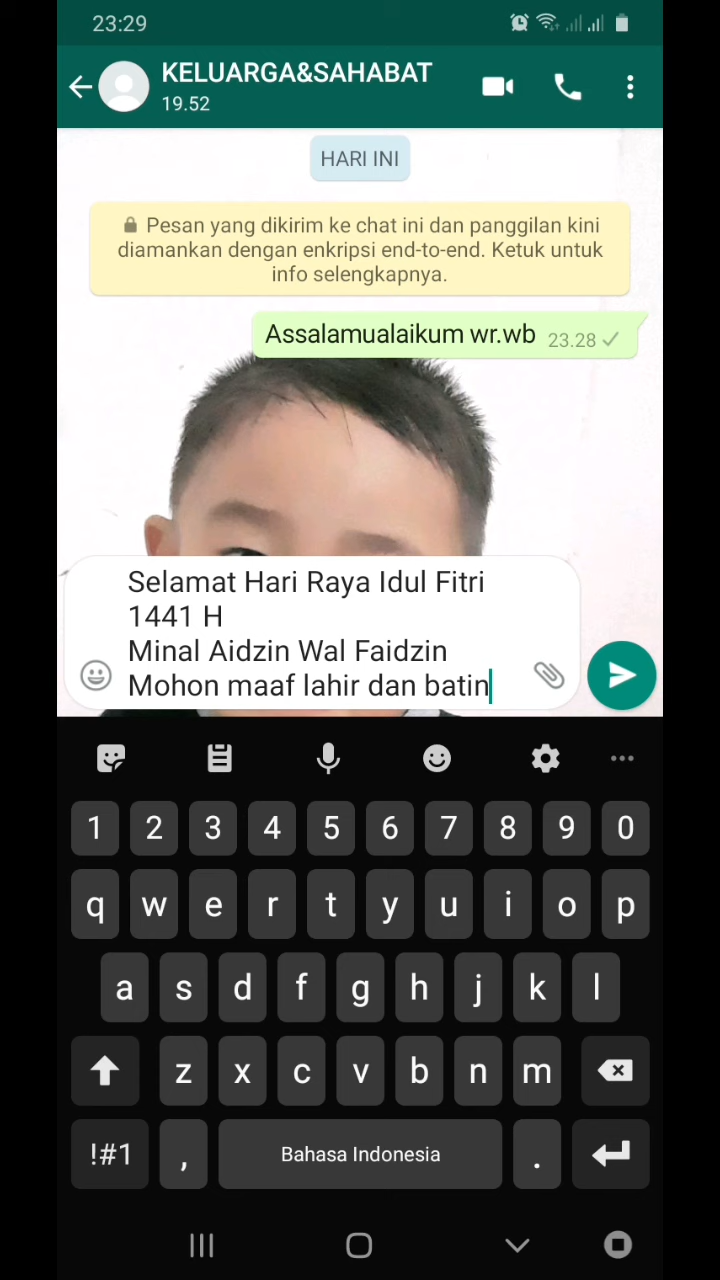 23:29
KELUARGA&SAHABAT
19.52
HARI INI
Pesan yang dikirim ke chat ini dan panggilan kini
diamankan dengan enkripsi end-to-end. Ketuk untuk
info selengkapnya.
Assalamualaikum wr.wb 23.28
Selamat Hari Raya Idul Fitri
1441 H
Minal Aidzin Wal Faidzin
Mohon maaf lahir dan batin
1 2 3 4 5 6 7 8 9 0
q w e r t y u i o p
a s d f g h j k l
z x c v b n m
!#1 , Bahasa Indonesia .